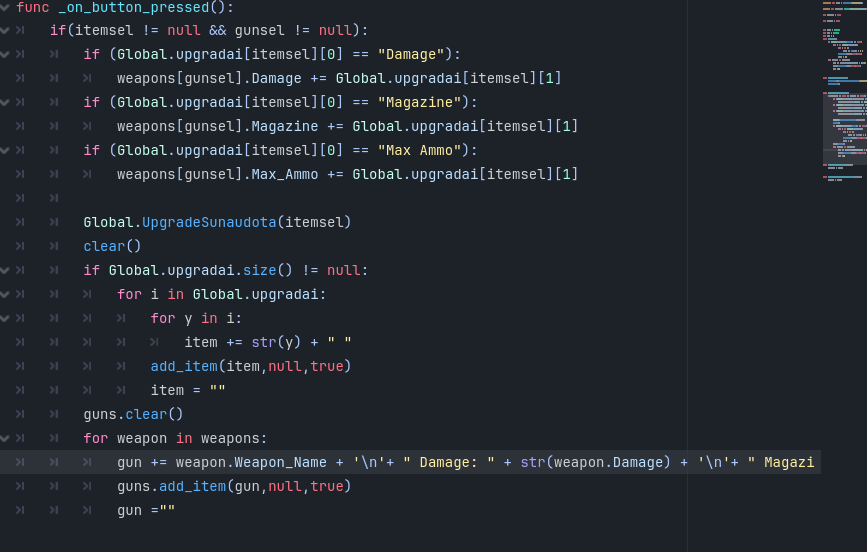 func _on_button_pressed():
if(itemsel != null && gunsel != null):
if (Global.upgradai[itemsel][0] == "Damage"):
weapons[gunsel].Damage += Global.upgradai[itemsel][1]
if (Global.upgradai[itemsel][0] == "Magazine"):
weapons[gunsel].Magazine += Global.upgradai[itemsel][1]
if (Global.upgradai[itemsel][0] == "Max Ammo"):
weapons[gunsel].Max_Ammo += Global.upgradai[itemsel][1]
Global.UpgradeSunaudota(itemsel)
clear()
if Global.upgradai.size() != null:
for i in Global.upgradai:
for y in i:
item += str(y) + " "
add_item(item,null,true)
item = ""
guns.clear()
for weapon in weapons:
gun += weapon.Weapon_Name + '\n'+ " Damage: " + str(weapon.Damage) + '\n'+ " Magazi
guns.add_item(gun,null,true)
gun =""